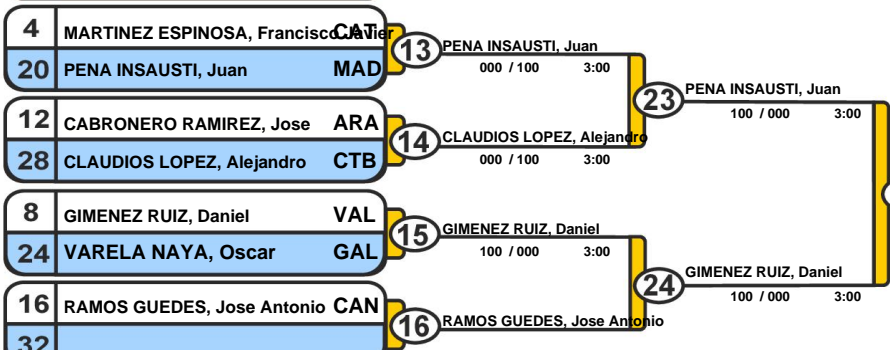 4 MARTINEZ ESPINOSA, Francisco Javier CAT
20 PENA INSAUSTI, Juan MAD
13 PENA INSAUSTI, Juan
000 / 100 3:00
12 CABRONERO RAMIREZ, Jose ARA
28 CLAUDIOS LOPEZ, Alejandro CTB
14 CLAUDIOS LOPEZ, Alejandro
000 / 100 3:00
23 PENA INSAUSTI, Juan
100 / 000 3:00
8 GIMENEZ RUIZ, Daniel VAL
24 VARELA NAYA, Oscar GAL
15 GIMENEZ RUIZ, Daniel
100 / 000 3:00
16 RAMOS GUEDES, Jose Antonio CAN
32
16 RAMOS GUEDES, Jose Antonio
24 GIMENEZ RUIZ, Daniel
100 / 000 3:00